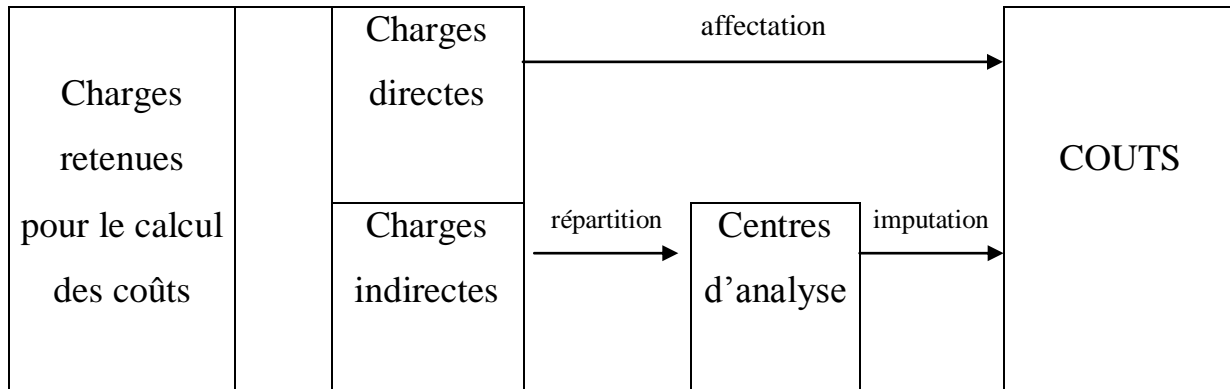 Charges
retenues
pour le calcul
des coûts
Charges
directes
affectation
COUTS
Charges
indirectes
répartition
Centres
d’analyse
imputation